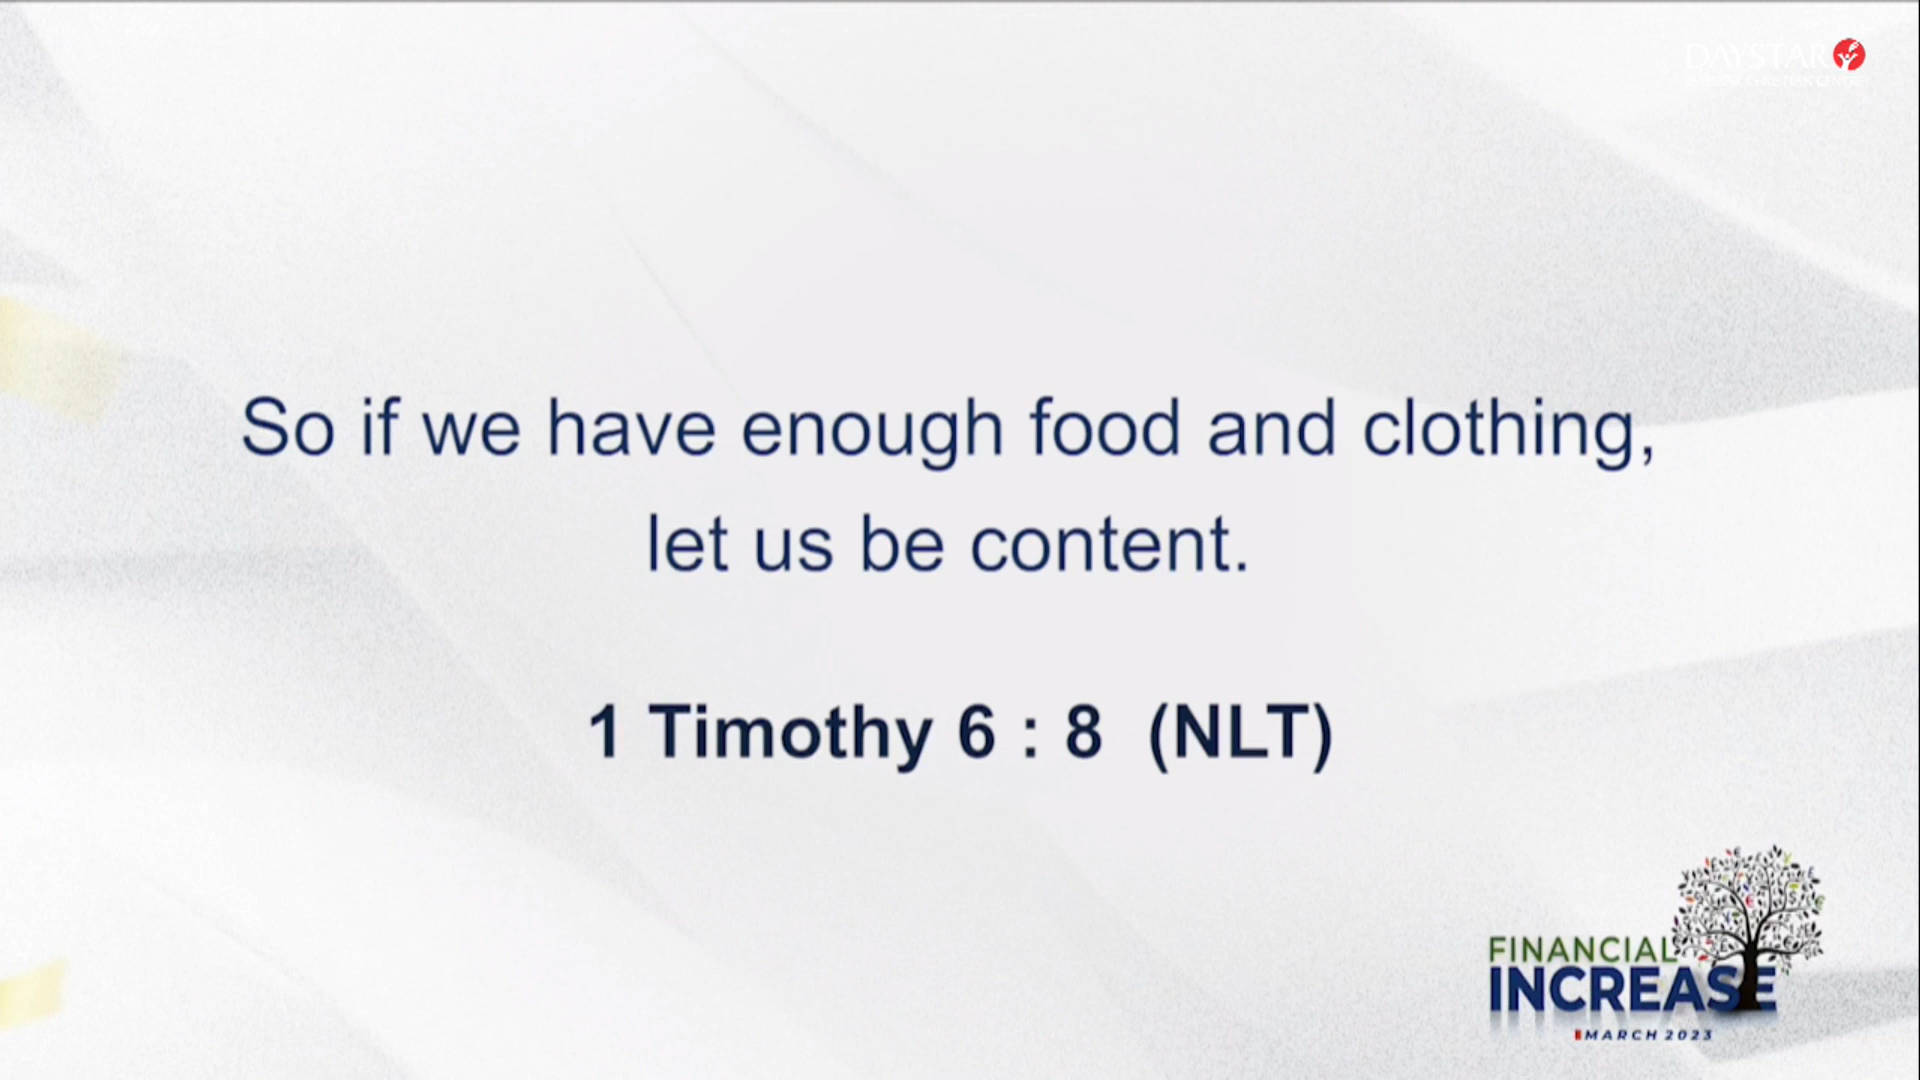 DAYSTAR
So if we have enough food and clothing,
let us be content.
1 Timothy 6 : 8 (NLT)
FINANCIAL
INCREASE
MARCH 2023